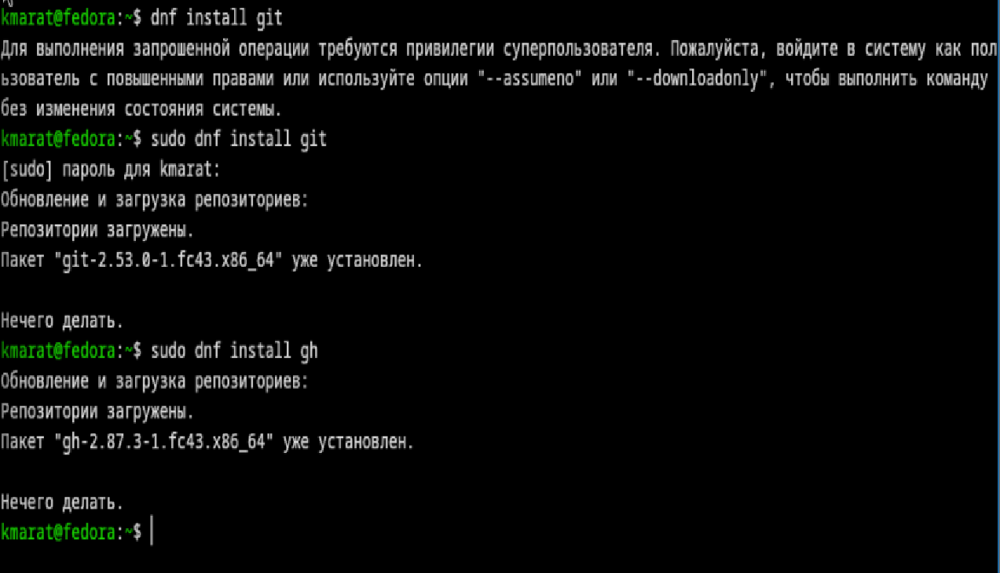 kmarat@fedora:~$ dnf install git
Для выполнения запрошенной операции требуются привилегии суперпользователя. Пожалуйста, войдите в систему как пол
ьзователь с повышенными правами или используйте опции "--assumeno" или "--downloadonly", чтобы выполнить команду
без изменения состояния системы.
kmarat@fedora:~$ sudo dnf install git
[sudo] пароль для kmarat:
Обновление и загрузка репозиториев:
Репозитории загружены.
Пакет "git-2.53.0-1.fc43.x86_64" уже установлен.
Нечего делать.
kmarat@fedora:~$ sudo dnf install gh
Обновление и загрузка репозиториев:
Репозитории загружены.
Пакет "gh-2.87.3-1.fc43.x86_64" уже установлен.
Нечего делать.
kmarat@fedora:~$